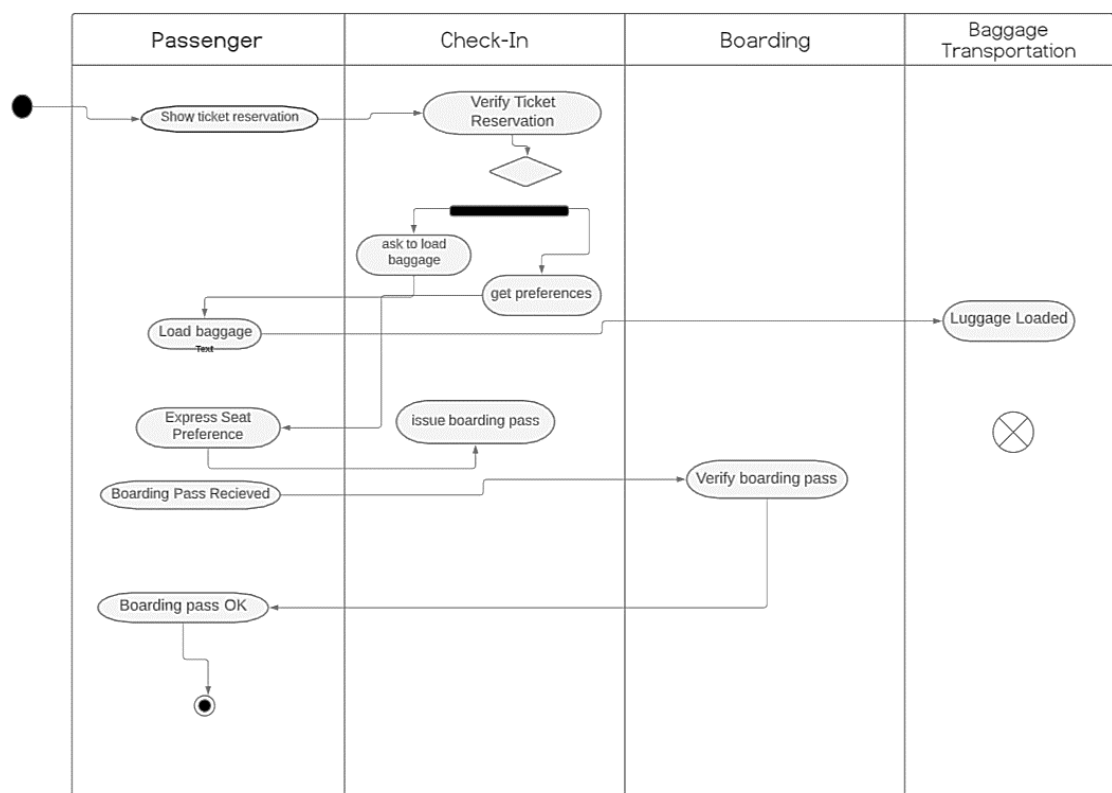 Passenger
Check-In
Boarding
Baggage
Transportation
Show ticket reservation
Verify Ticket
Reservation
ask to load
baggage
get preferences
Load baggage
Text
Luggage Loaded
Express Seat
Preference
issue boarding pass
Boarding Pass Recieved
Verify boarding pass
Boarding pass OK